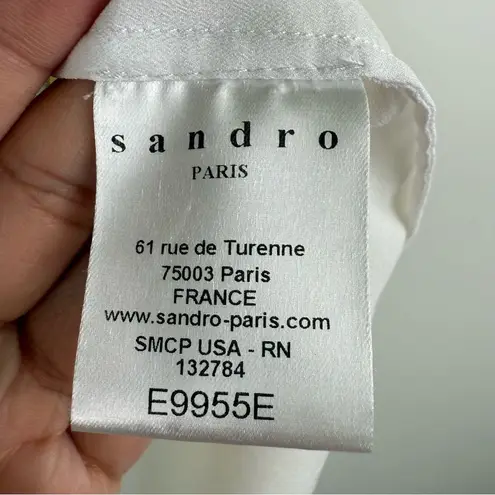 sandro
PARIS
61 rue de Turenne
75003 Paris
FRANCE
www.sandro-paris.com
SMCP USA - RN
132784
E9955E